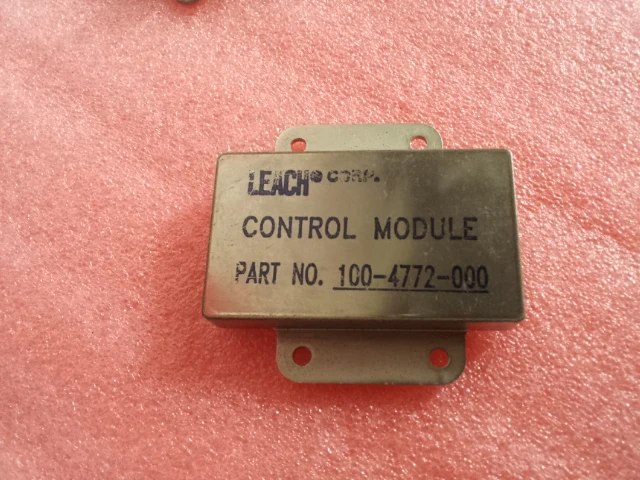 LEACH® CORP.
CONTROL MODULE
PART NO. 100-4772-000